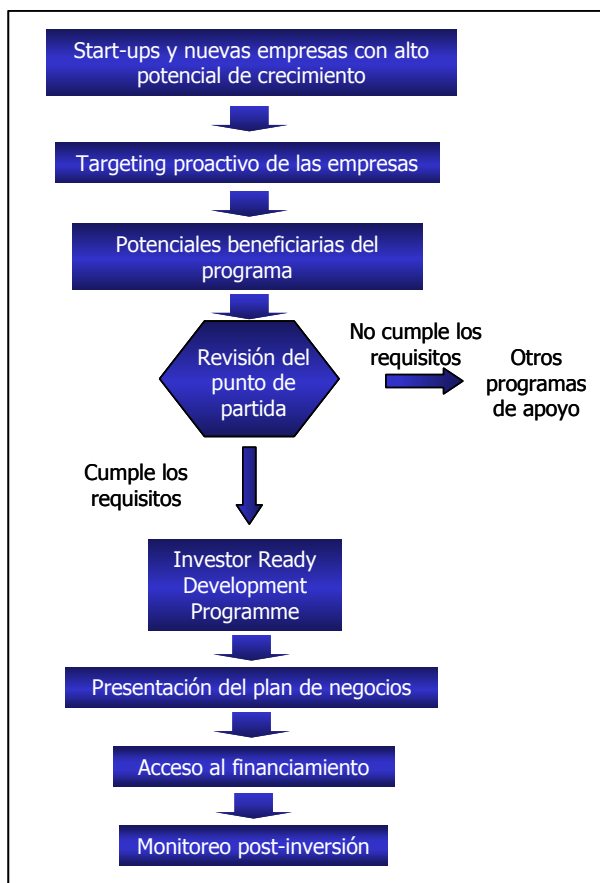 Start-ups y nuevas empresas con alto
potencial de crecimiento
Targeting proactivo de las empresas
Potenciales beneficiarias del
programa
Revisión del
punto de
partida
No cumple los
requisitos
Otros
programas
de apoyo
Cumple los
requisitos
Investor Ready
Development
Programme
Presentación del plan de negocios
Acceso al financiamiento
Monitoreo post-inversión